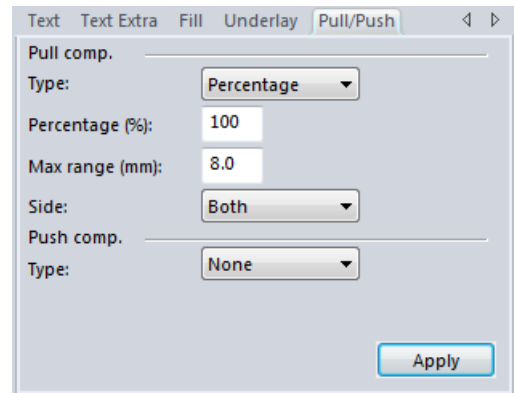 Text Text Extra Fill Underlay Pull/Push
Pull comp.
Type: Percentage
Percentage (%): 100
Max range (mm): 8.0
Side: Both
Push comp.
Type: None
Apply